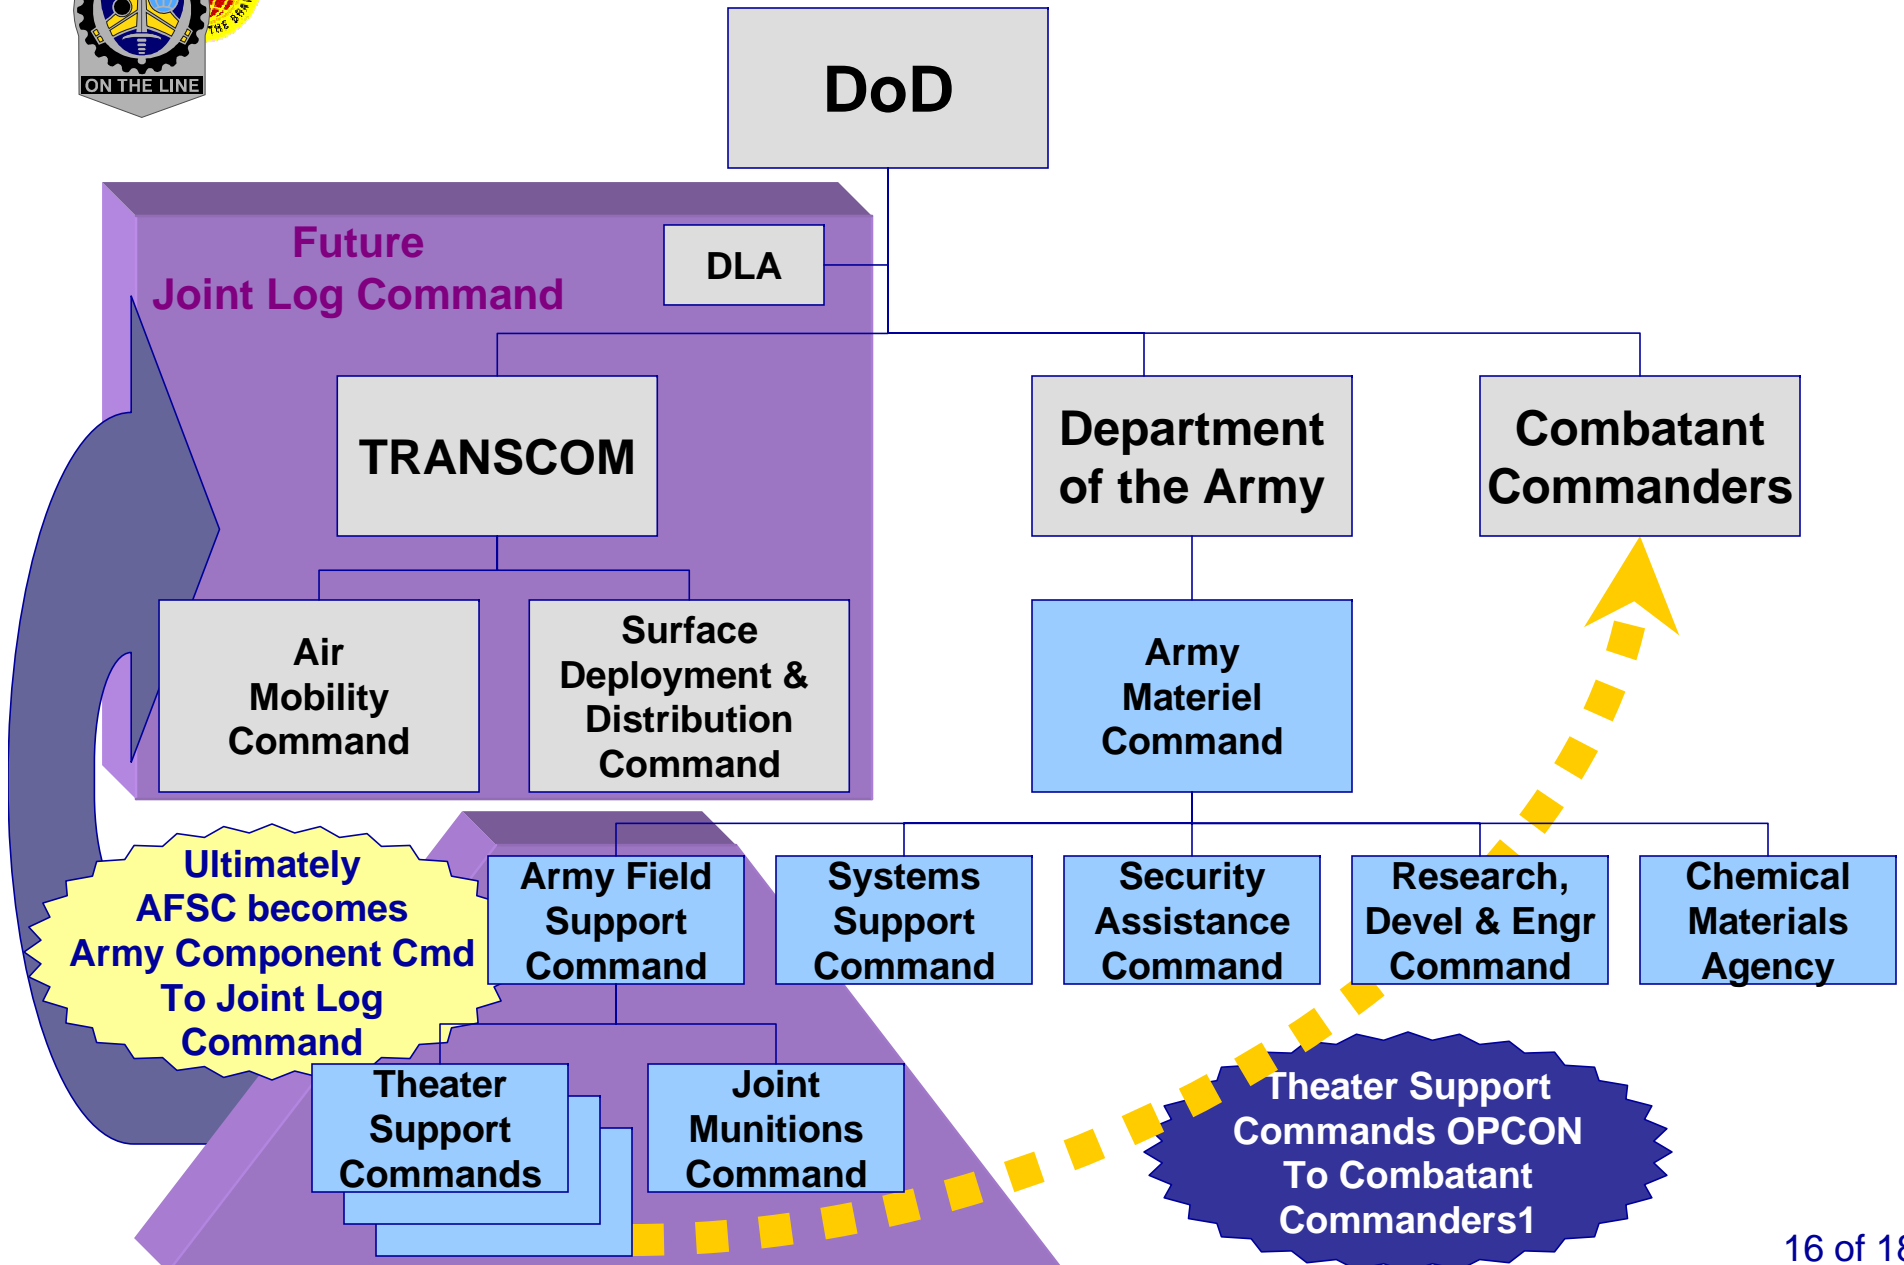 THE BRAV
ON THE LINE
DoD
Future
Joint Log Command
DLA
TRANSCOM
Department
of the Army
Combatant
Commanders
Air
Mobility
Command
Surface
Deployment &
Distribution
Command
Army
Materiel
Command
Ultimately
AFSC becomes
Army Component Cmd
To Joint Log
Command
Army Field
Support
Command
Systems
Support
Command
Security
Assistance
Command
Research,
Devel & Engr
Command
Chemical
Materials
Agency
Theater
Support
Commands
Joint
Munitions
Command
Theater Support
Commands OPCON
To Combatant
Commanders1
16 of 18